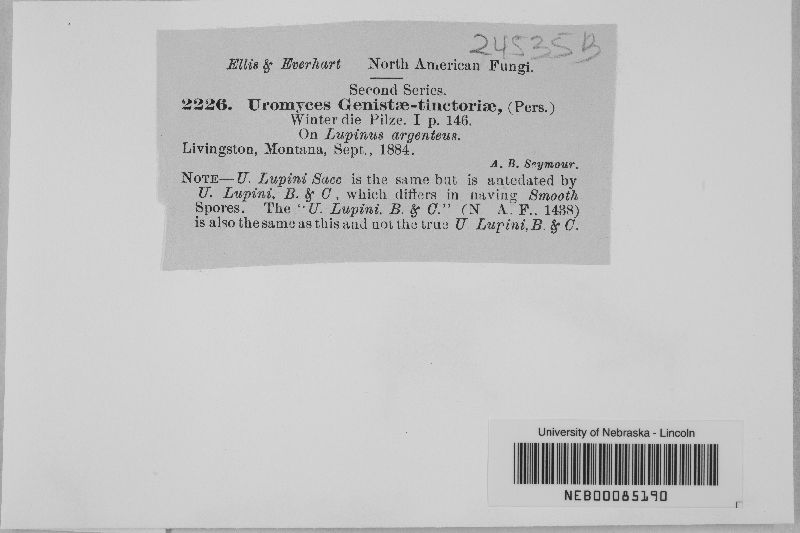 24535B
Ellis & Everhart North American Fungi.
Second Series.
2226. Uromyces Genistæ-tinctoriæ, (Pers.)
Winter die Pilze. I p. 146.
On Lupinus argenteus.
Livingston, Montana, Sept., 1884.
A. B. Seymour.
NOTE—U. Lupini Sacc is the same but is antedated by
U. Lupini, B. & C, which differs in having Smooth
Spores. The "U. Lupini. B. & C." (N A. F.. 1438)
is also the same as this and not the true U Lupini, B. & C.
University of Nebraska - Lincoln
NEB00085190